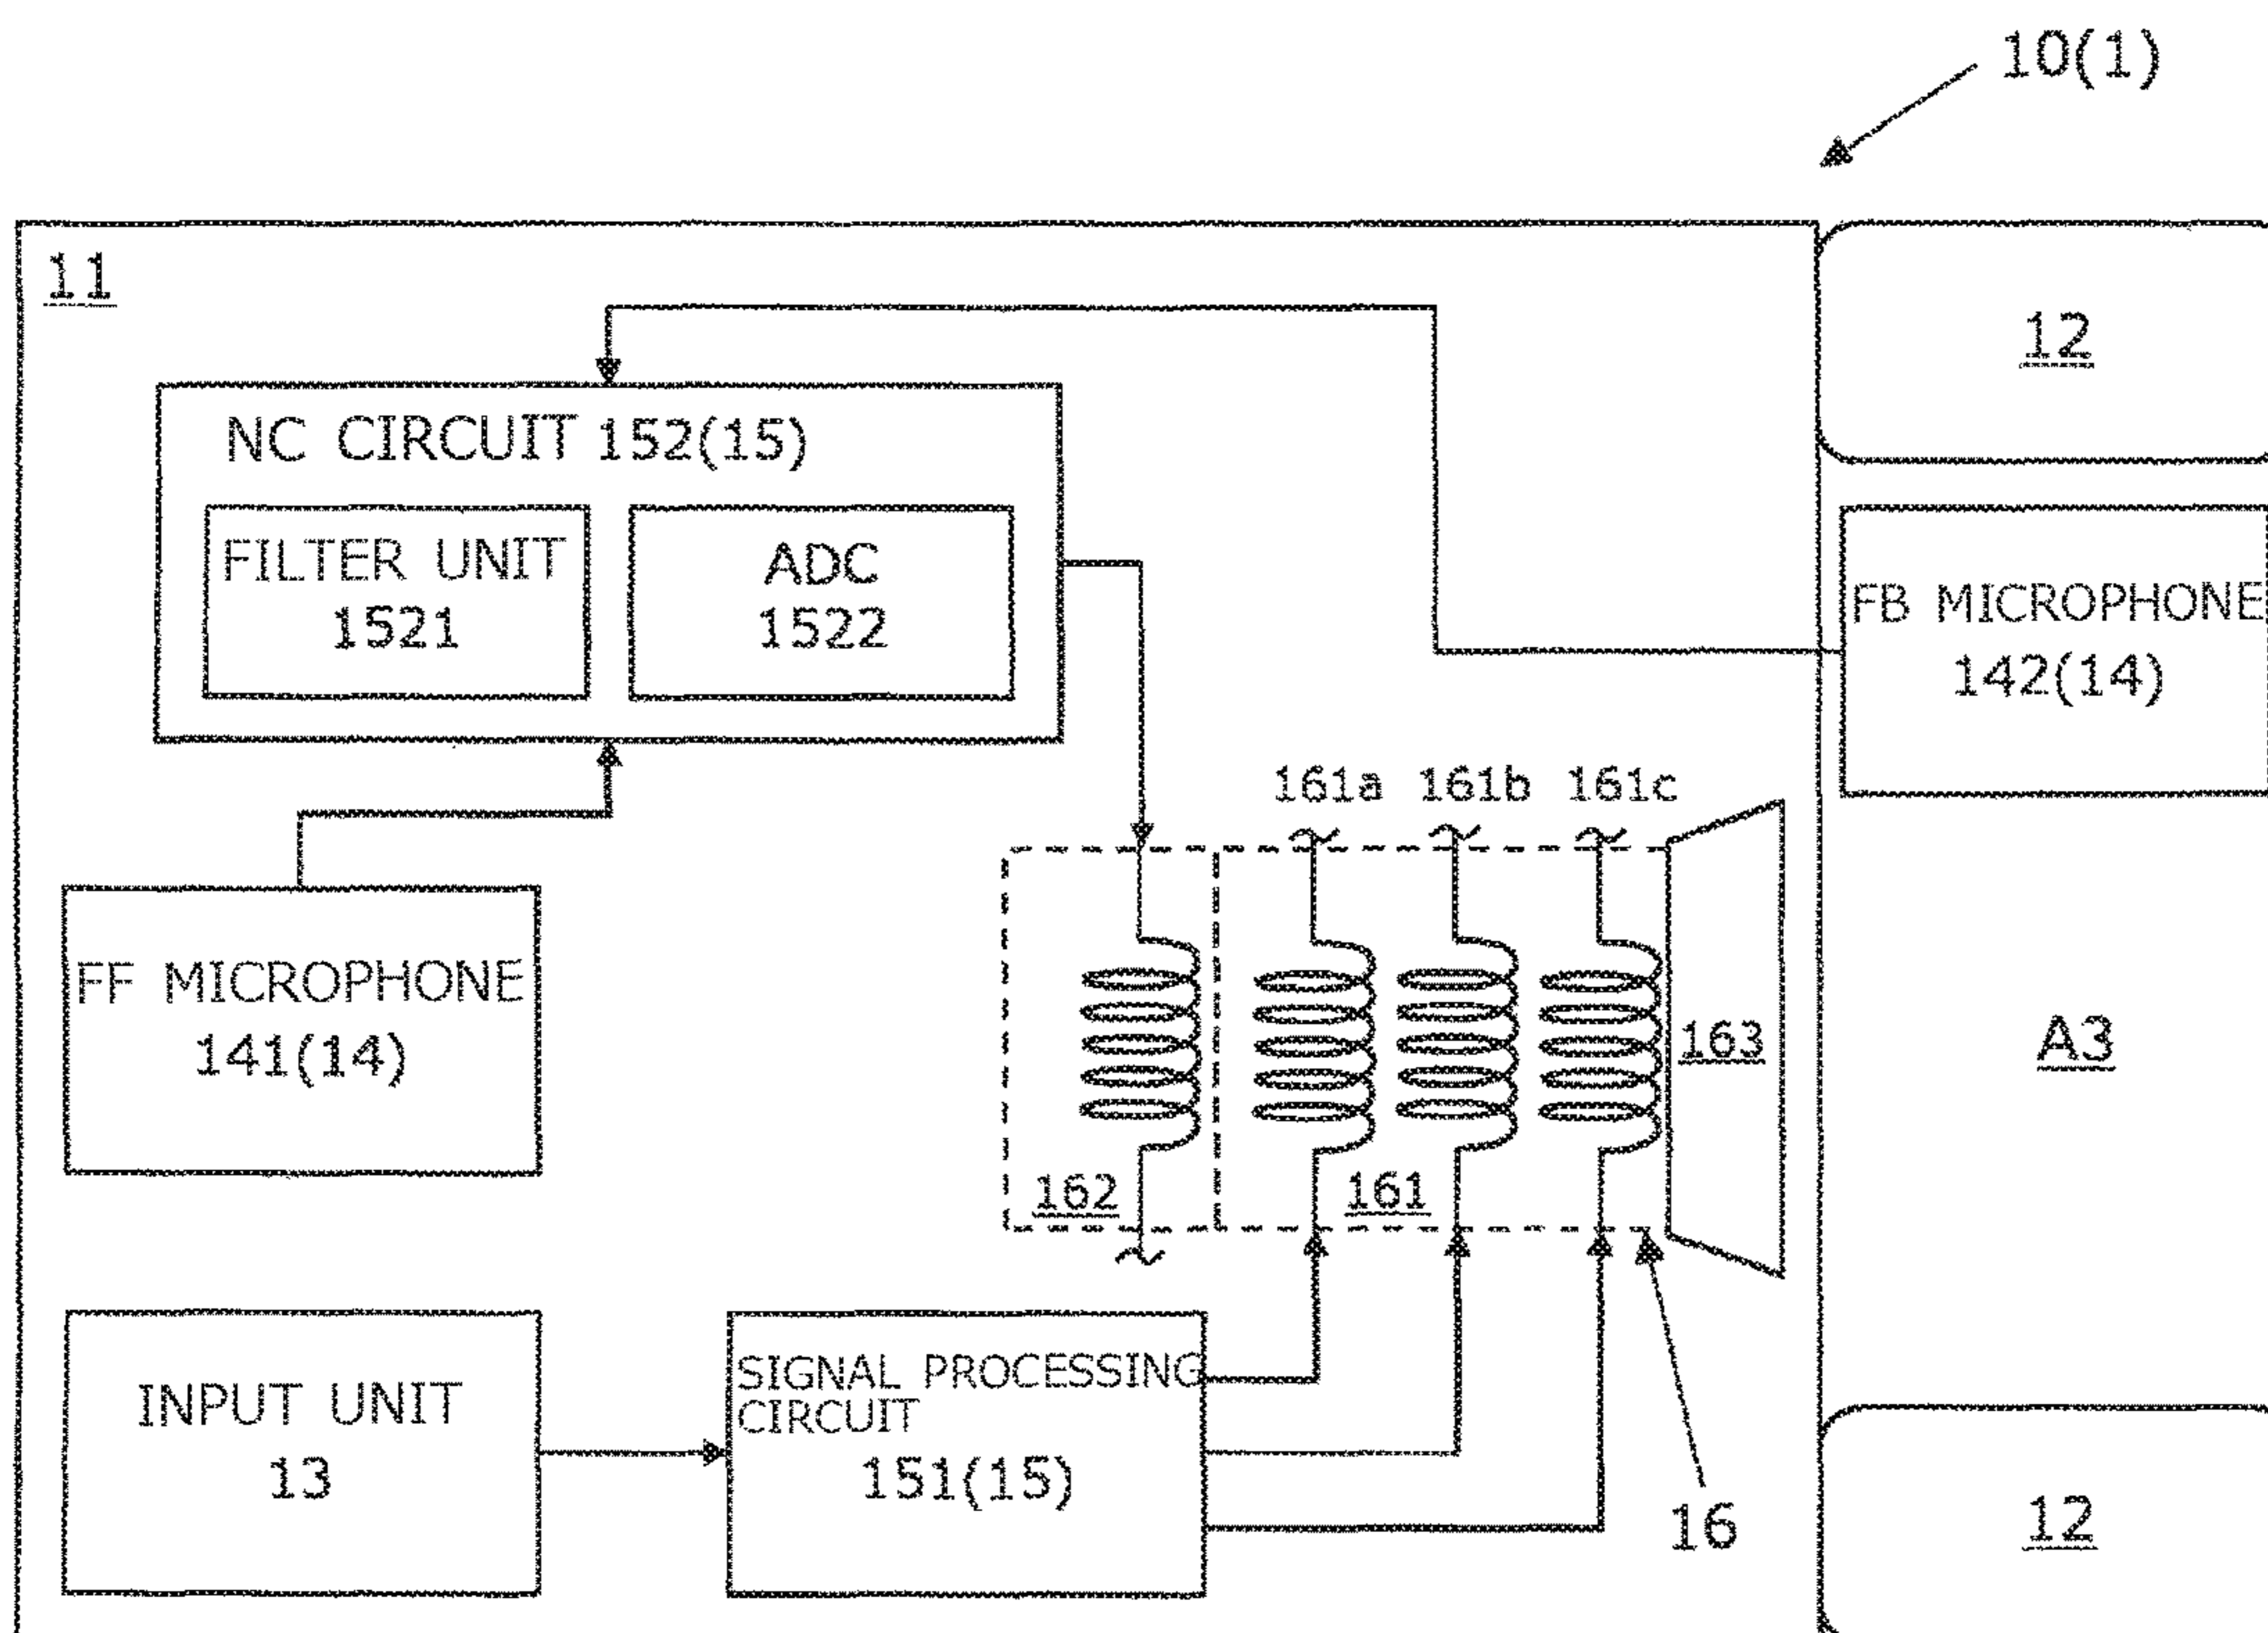 10(1)
11
12
NC CIRCUIT 152(15)
FILTER UNIT
1521
ADC
1522
FB MICROPHONE
142(14)
161a 161b 161c
FF MICROPHONE
141(14)
163
A3
162
161
INPUT UNIT
13
SIGNAL PROCESSING
CIRCUIT
151(15)
16
12